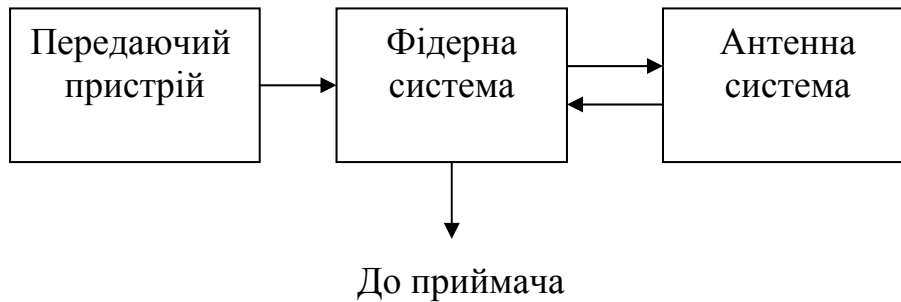 Передаючий
пристрій
Фідерна
система
Антенна
система
До приймача